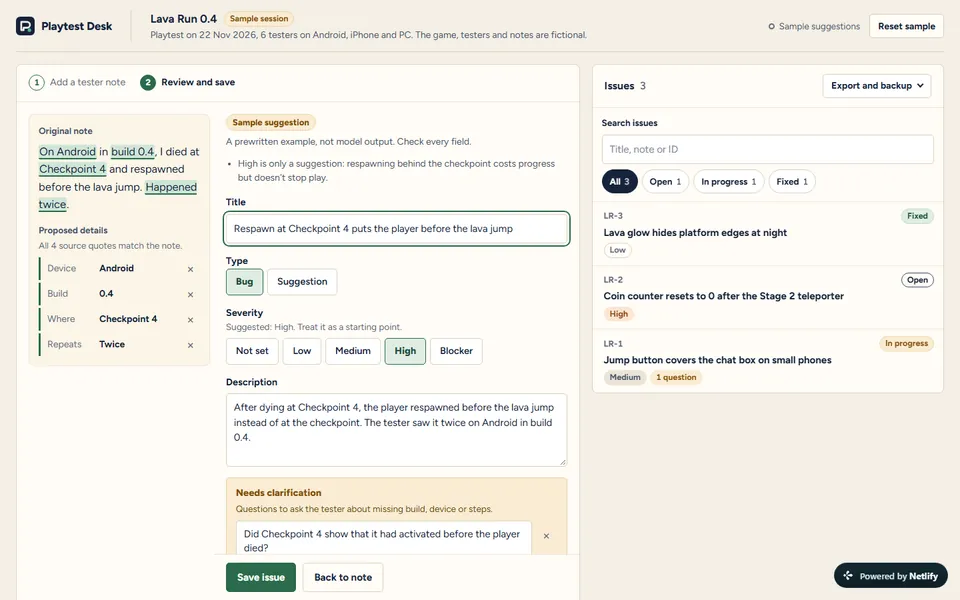 Playtest Desk
Lava Run 0.4 Sample session
Playtest on 22 Nov 2026, 6 testers on Android, iPhone and PC. The game, testers and notes are fictional.
Sample suggestions
Reset sample
1 Add a tester note
2 Review and save
Original note
On Android in build 0.4, I died at
Checkpoint 4 and respawned
before the lava jump. Happened
twice.
Proposed details
All 4 source quotes match the note.
Device Android ×
Build 0.4 ×
Where Checkpoint 4 ×
Repeats Twice ×
Sample suggestion
A prewritten example, not model output. Check every field.
• High is only a suggestion: respawning behind the checkpoint costs progress
but doesn't stop play.
Title
Respawn at Checkpoint 4 puts the player before the lava jump
Type
Bug Suggestion
Severity
Suggested: High. Treat it as a starting point.
Not set Low Medium High Blocker
Description
After dying at Checkpoint 4, the player respawned before the lava jump
instead of at the checkpoint. The tester saw it twice on Android in build
0.4.
Needs clarification
Questions to ask the tester about missing build, device or steps.
Did Checkpoint 4 show that it had activated before the player
died?
×
Save issue Back to note
Issues 3
Export and backup
Search issues
Title, note or ID
All 3 Open 1 In progress 1 Fixed 1
LR-3 Fixed
Lava glow hides platform edges at night
Low
LR-2 Open
Coin counter resets to 0 after the Stage 2 teleporter
High
LR-1 In progress
Jump button covers the chat box on small phones
Medium 1 question
Powered by Netlify